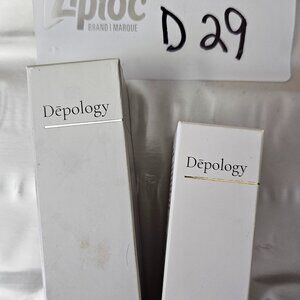 Ziploc
BRAND | MARQUE
D 29
Dēpology
Dēpology